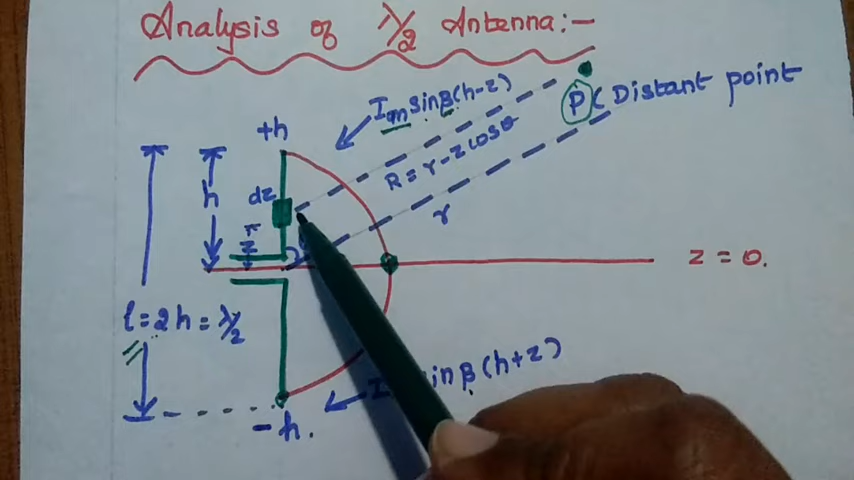 Analysis of λ/2 Antenna:-
Im sinβ(h-z)
P (Distant point
+h
R = r - z cosθ
h
dz
r
z
z = 0.
l = 2h = λ/2
sinβ(h+z)
-h.